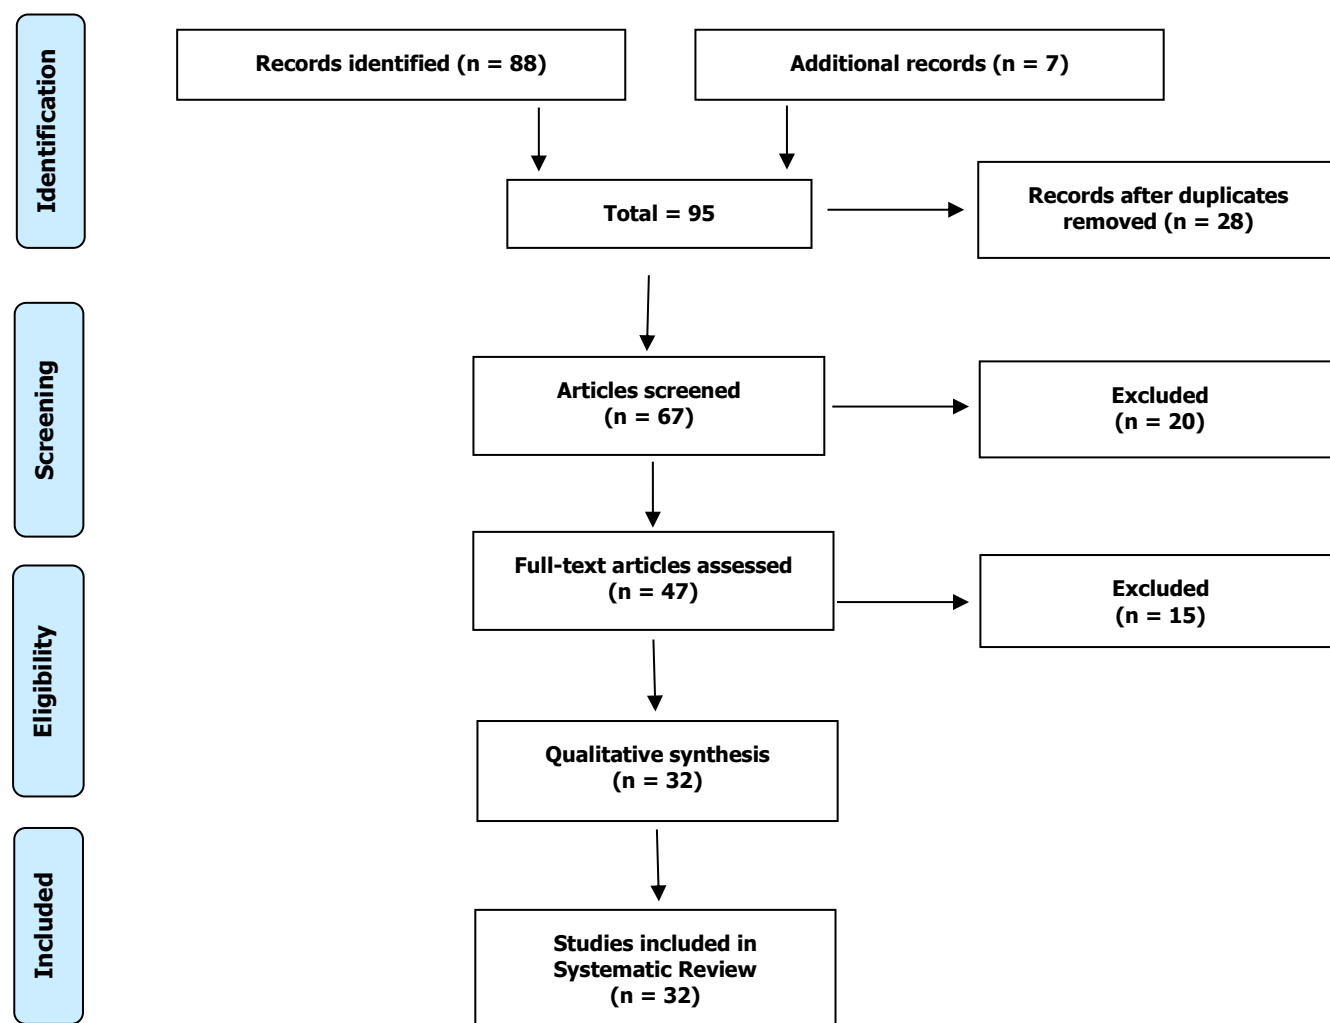 Identification
Records identified (n = 88)
Additional records (n = 7)
Total = 95
Records after duplicates
removed (n = 28)
Screening
Articles screened
(n = 67)
Excluded
(n = 20)
Full-text articles assessed
(n = 47)
Excluded
(n = 15)
Eligibility
Qualitative synthesis
(n = 32)
Included
Studies included in
Systematic Review
(n = 32)